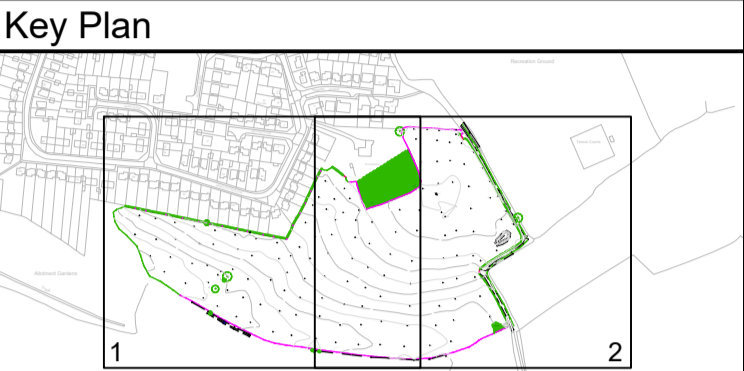 Key Plan
Recreation Ground
Tennis Courts
Allotment Gardens
1
2